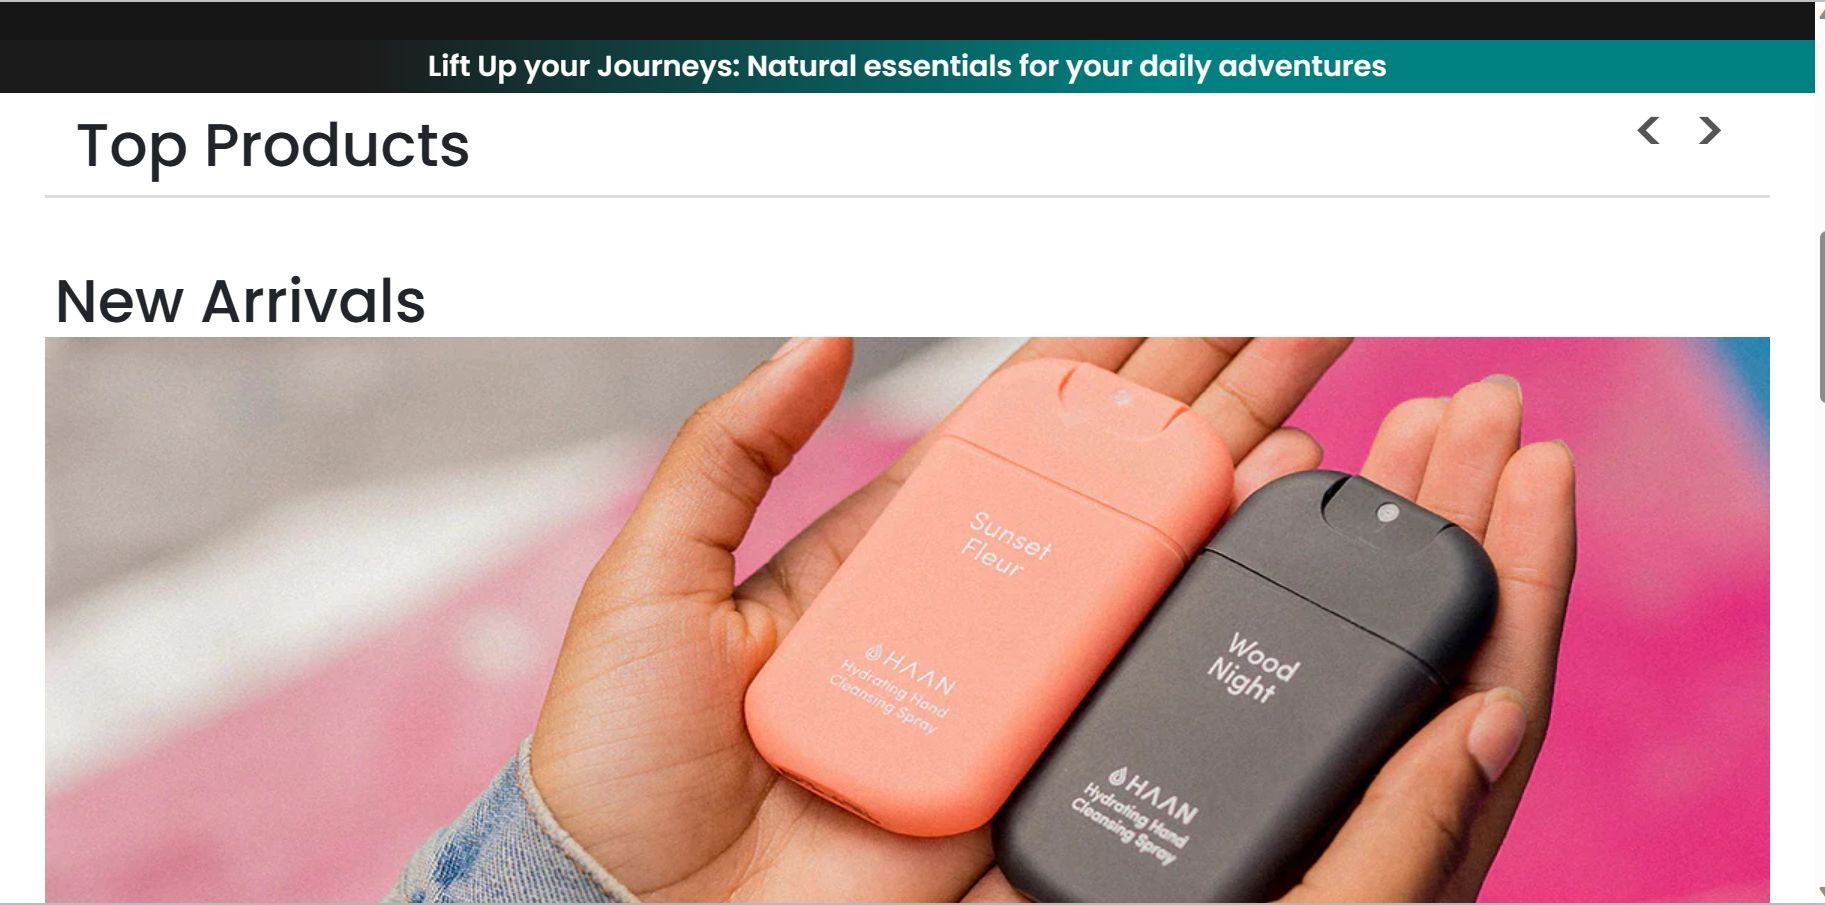 Lift Up your Journeys: Natural essentials for your daily adventures
Top Products
New Arrivals
Sunset
Fleur
HAAN
Hydrating Hand
Cleansing Spray
Wood
Night
HAAN
Hydrating Hand
Cleansing Spray